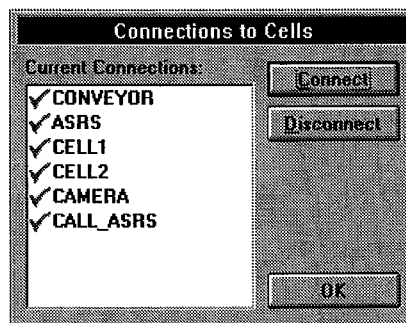 Connections to Cells
Current Connections:
Connect
CONVEYOR
ASRS
Disconnect
CELL1
CELL2
CAMERA
CALL_ASRS
OK